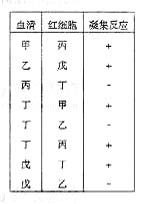 血清 红细胞 凝集反应
甲 丙 +
乙 戊 +
丙 丁 -
丁 甲 +
丁 乙 -
丁 丙 +
戊 丁 +
戊 乙 -